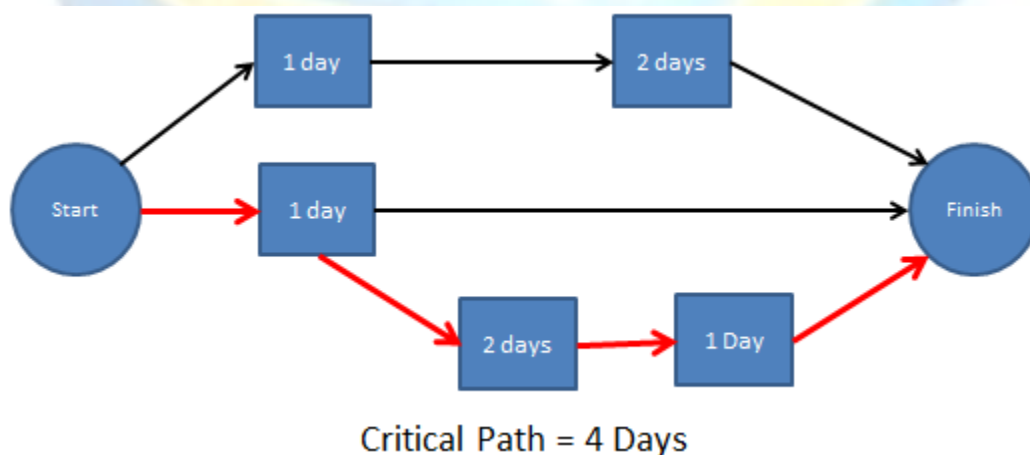 1 day
2 days
Start
1 day
Finish
2 days
1 Day
Critical Path = 4 Days